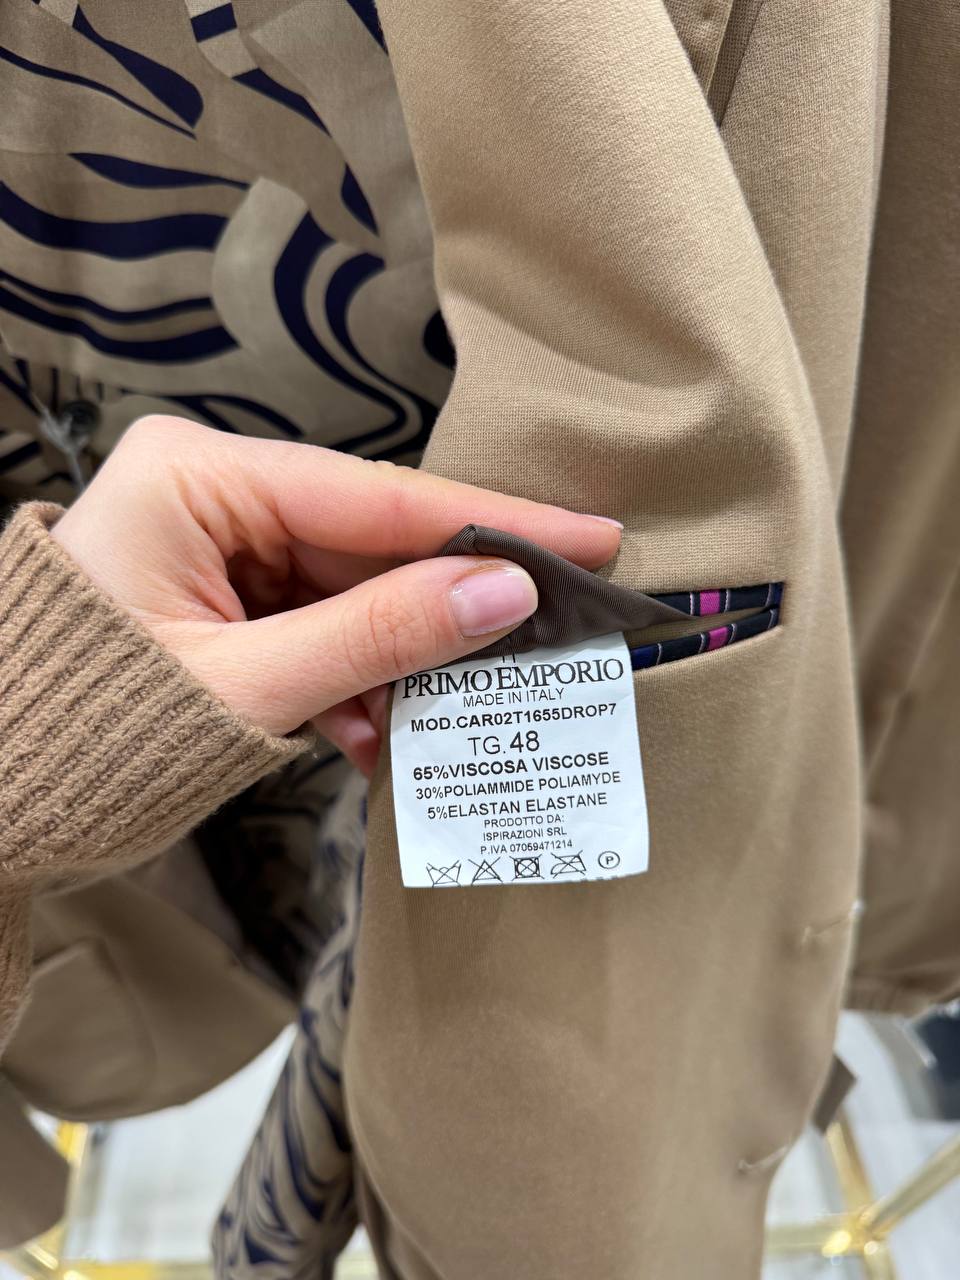 PRIMO EMPORIO
MADE IN ITALY
MOD.CAR02T1655DROP7
TG.48
65%VISCOSA VISCOSE
30%POLIAMMIDE POLIAMYDE
5%ELASTAN ELASTANE
PRODOTTO DA:
ISPIRAZIONI SRL
P.IVA 07059471214
P